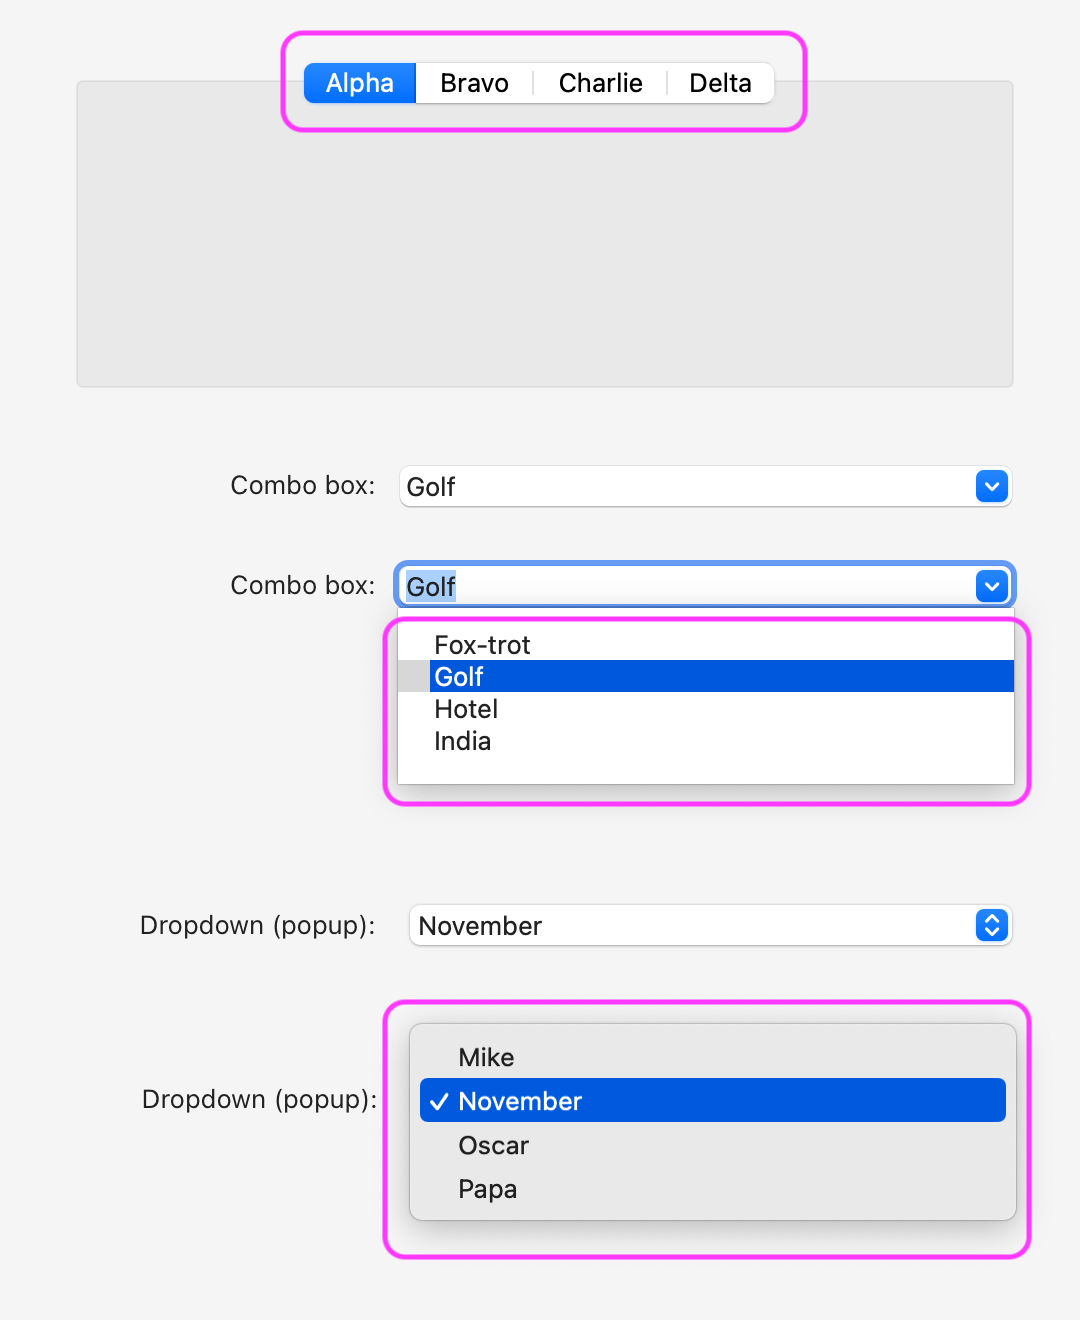 Alpha Bravo Charlie Delta
Combo box: Golf
Combo box: Golf
Fox-trot
Golf
Hotel
India
Dropdown (popup): November
Mike
Dropdown (popup): ✓ November
Oscar
Papa